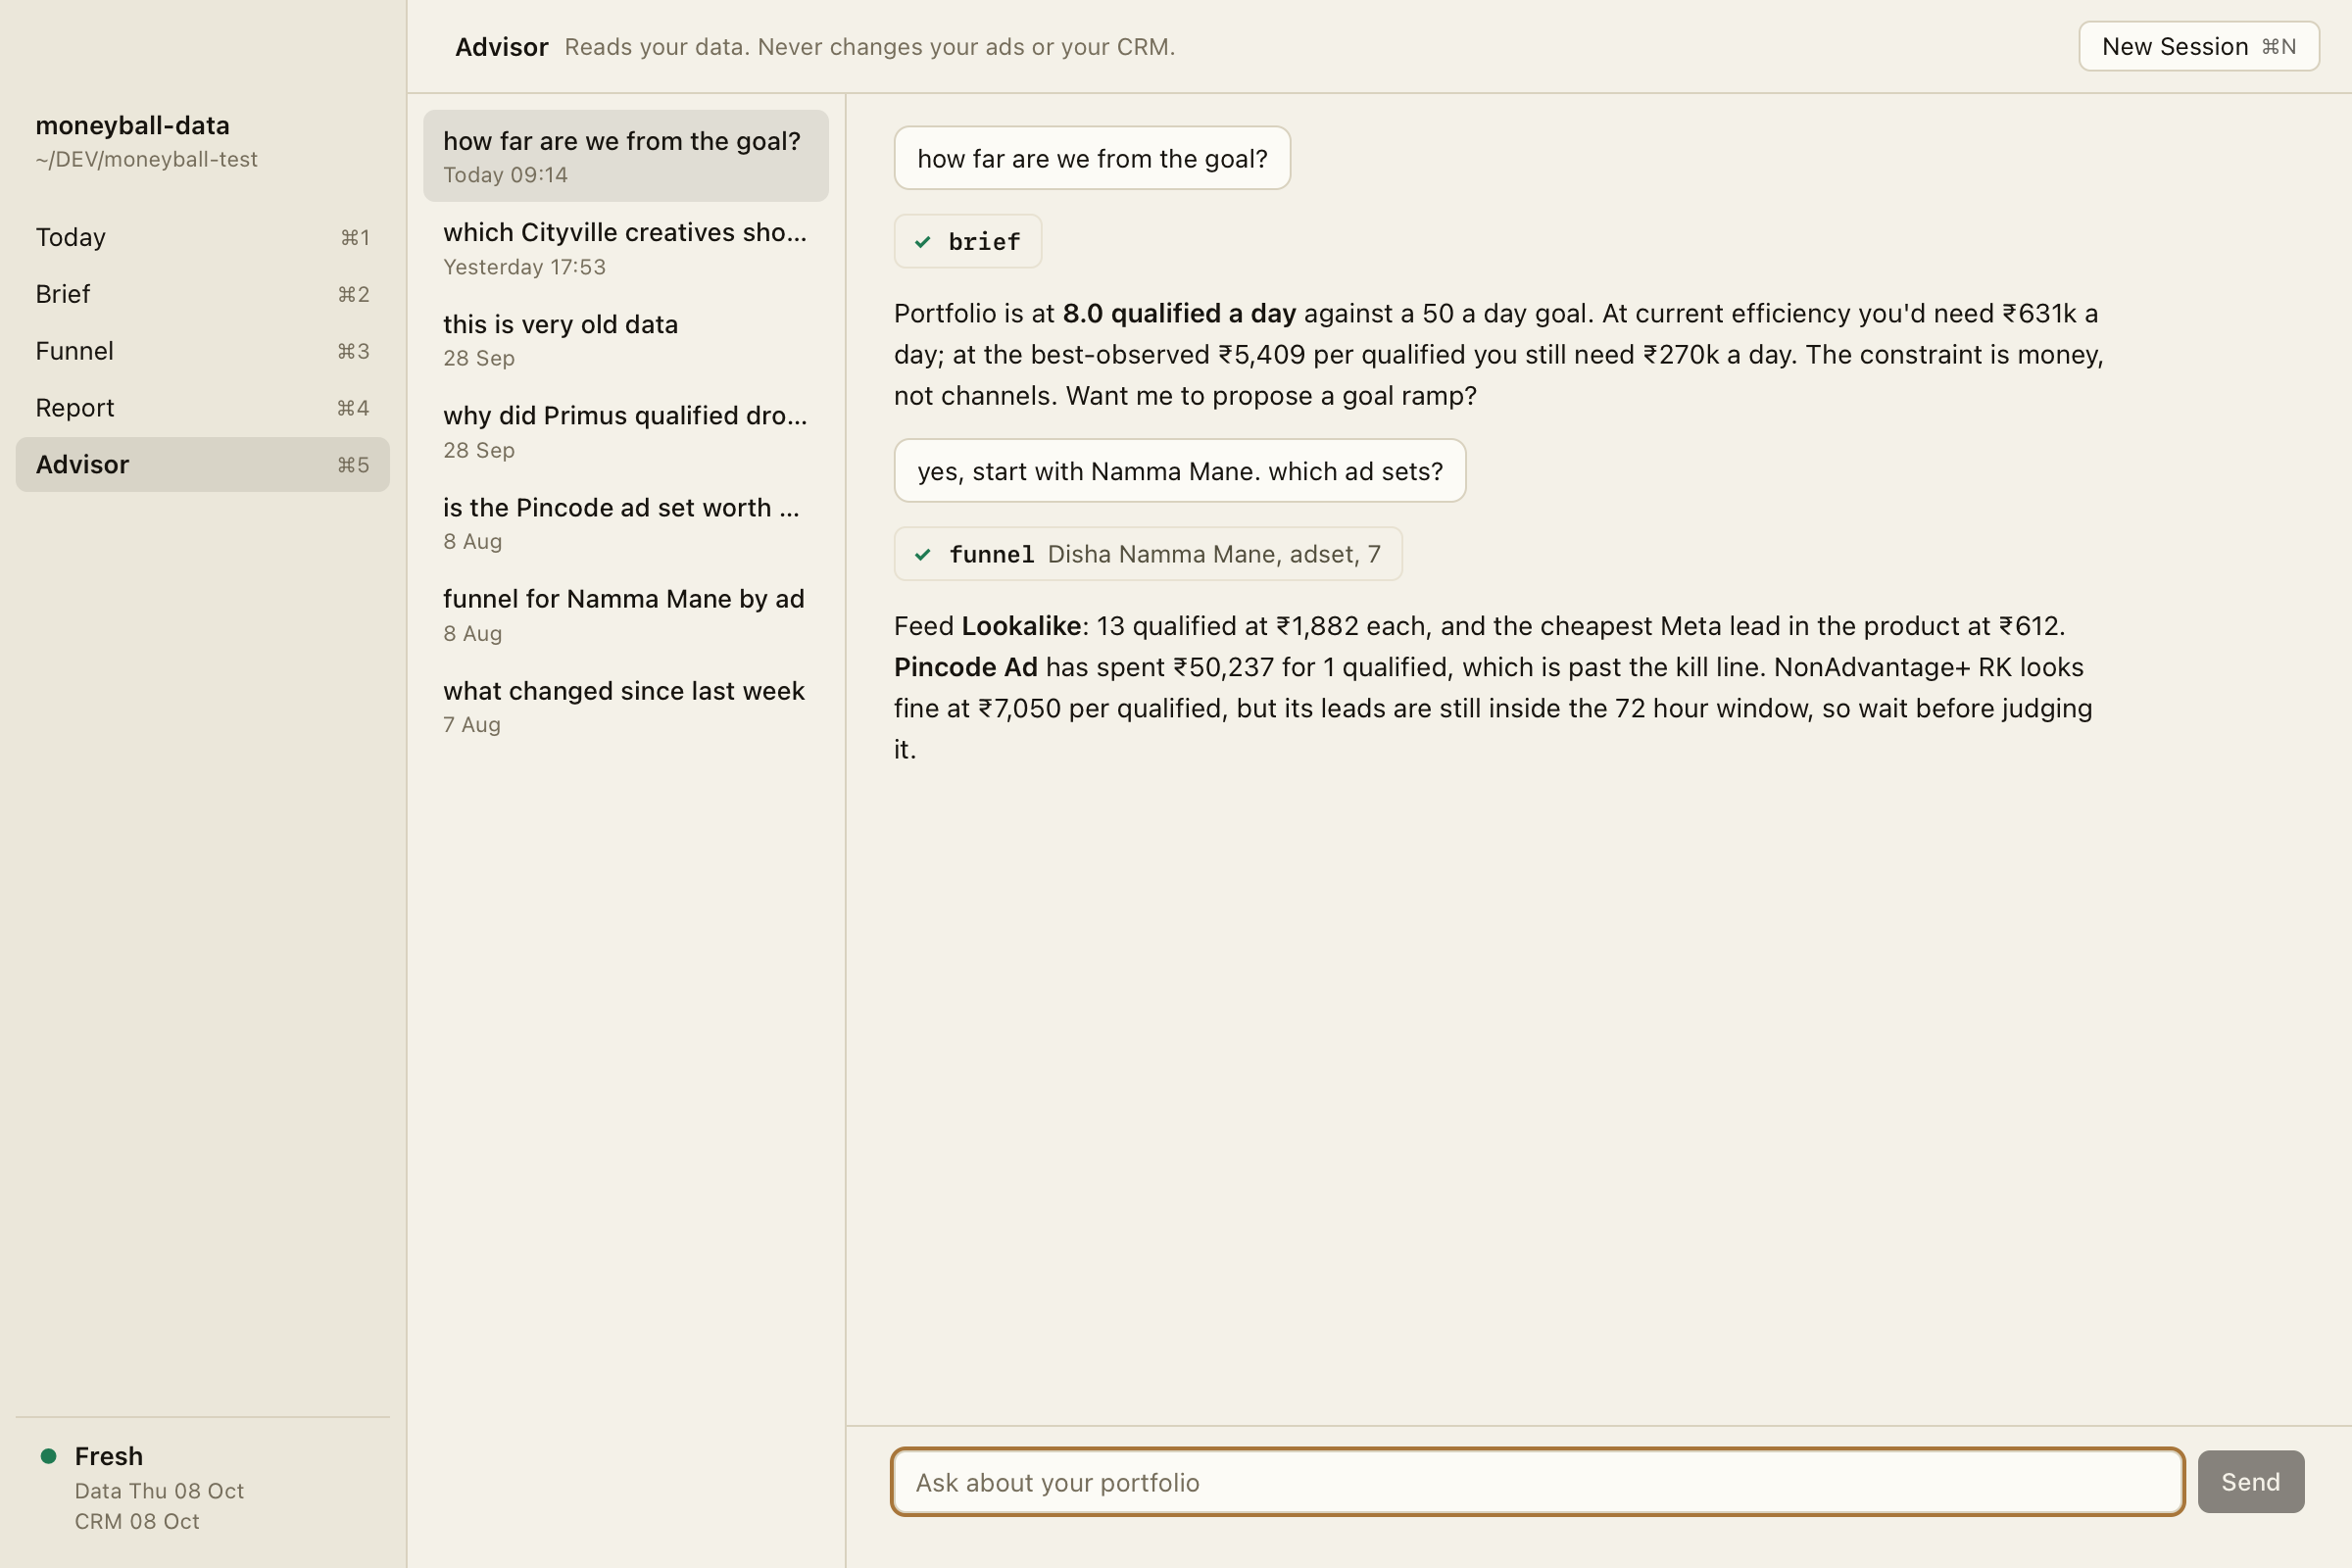 moneyball-data
~/DEV/moneyball-test
Today ⌘1
Brief ⌘2
Funnel ⌘3
Report ⌘4
Advisor ⌘5
Fresh
Data Thu 08 Oct
CRM 08 Oct
Advisor Reads your data. Never changes your ads or your CRM.
New Session ⌘N
how far are we from the goal?
Today 09:14
which Cityville creatives sho...
Yesterday 17:53
this is very old data
28 Sep
why did Primus qualified dro...
28 Sep
is the Pincode ad set worth ...
8 Aug
funnel for Namma Mane by ad
8 Aug
what changed since last week
7 Aug
how far are we from the goal?
✓ brief
Portfolio is at 8.0 qualified a day against a 50 a day goal. At current efficiency you'd need ₹631k a
day; at the best-observed ₹5,409 per qualified you still need ₹270k a day. The constraint is money,
not channels. Want me to propose a goal ramp?
yes, start with Namma Mane. which ad sets?
✓ funnel Disha Namma Mane, adset, 7
Feed Lookalike: 13 qualified at ₹1,882 each, and the cheapest Meta lead in the product at ₹612.
Pincode Ad has spent ₹50,237 for 1 qualified, which is past the kill line. NonAdvantage+ RK looks
fine at ₹7,050 per qualified, but its leads are still inside the 72 hour window, so wait before judging
it.
Ask about your portfolio
Send